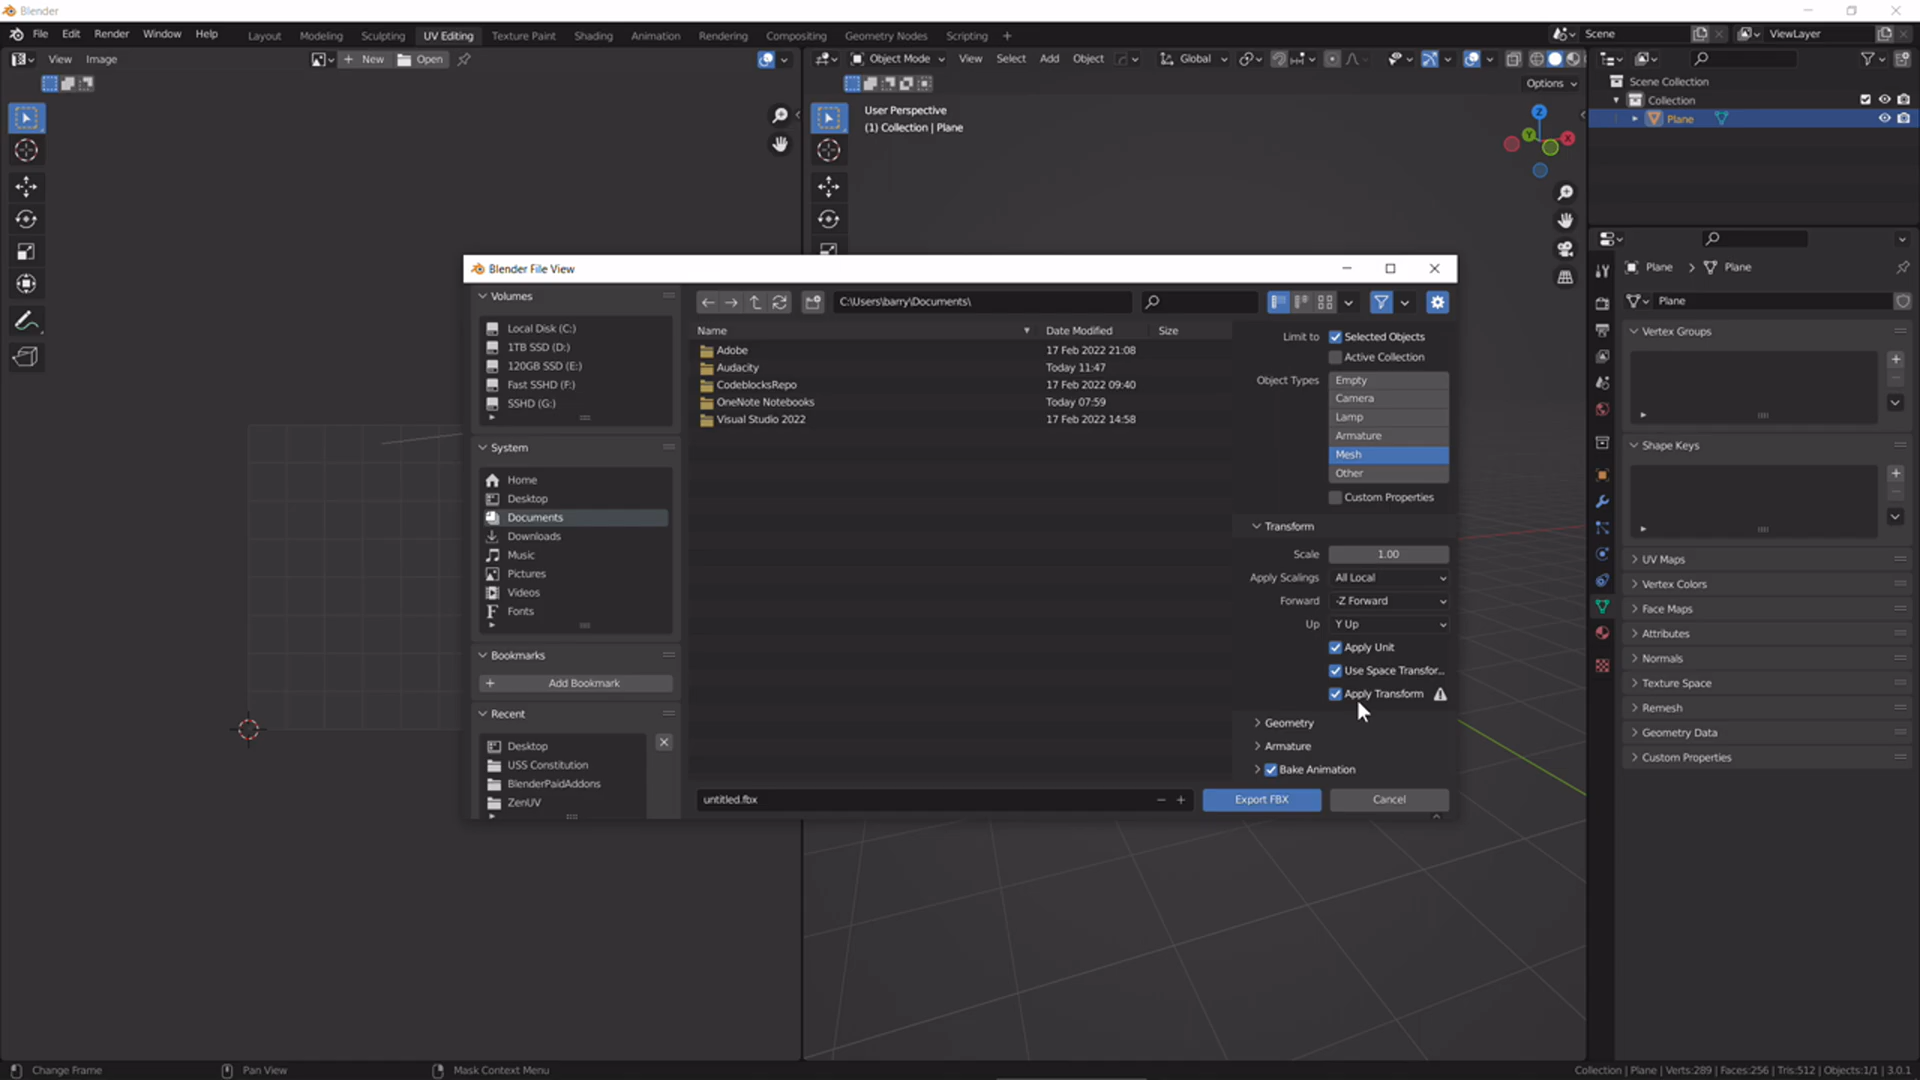 Blender
File Edit Render Window Help Layout Modeling Sculpting UV Editing Texture Paint Shading Animation Rendering Compositing Geometry Nodes Scripting + Scene ViewLayer
View Image + New Open Object Mode View Select Add Object Global
Options
User Perspective
(1) Collection | Plane
Z
Y
X
Scene Collection
Collection
Plane
Plane > Plane
Plane
Vertex Groups
Shape Keys
UV Maps
Vertex Colors
Face Maps
Attributes
Normals
Texture Space
Remesh
Geometry Data
Custom Properties
Blender File View
Volumes
Local Disk (C:)
1TB SSD (D:)
120GB SSD (E:)
Fast SSHD (F:)
SSHD (G:)
System
Home
Desktop
Documents
Downloads
Music
Pictures
Videos
Fonts
Bookmarks
+ Add Bookmark
Recent
Desktop
USS Constitution
BlenderPaidAddons
ZenUV
C:\Users\barry\Documents\
Name Date Modified Size
Adobe 17 Feb 2022 21:08
Audacity Today 11:47
CodeblocksRepo 17 Feb 2022 09:40
OneNote Notebooks Today 07:59
Visual Studio 2022 17 Feb 2022 14:58
Limit to Selected Objects
Active Collection
Object Types Empty
Camera
Lamp
Armature
Mesh
Other
Custom Properties
Transform
Scale 1.00
Apply Scalings All Local
Forward -Z Forward
Up Y Up
Apply Unit
Use Space Transfor...
Apply Transform
Geometry
Armature
Bake Animation
untitled.fbx Export FBX Cancel
Change Frame Pan View Mask Context Menu Collection | Plane | Verts:289 | Faces:256 | Tris:512 | Objects:1/1 | 3.0.1